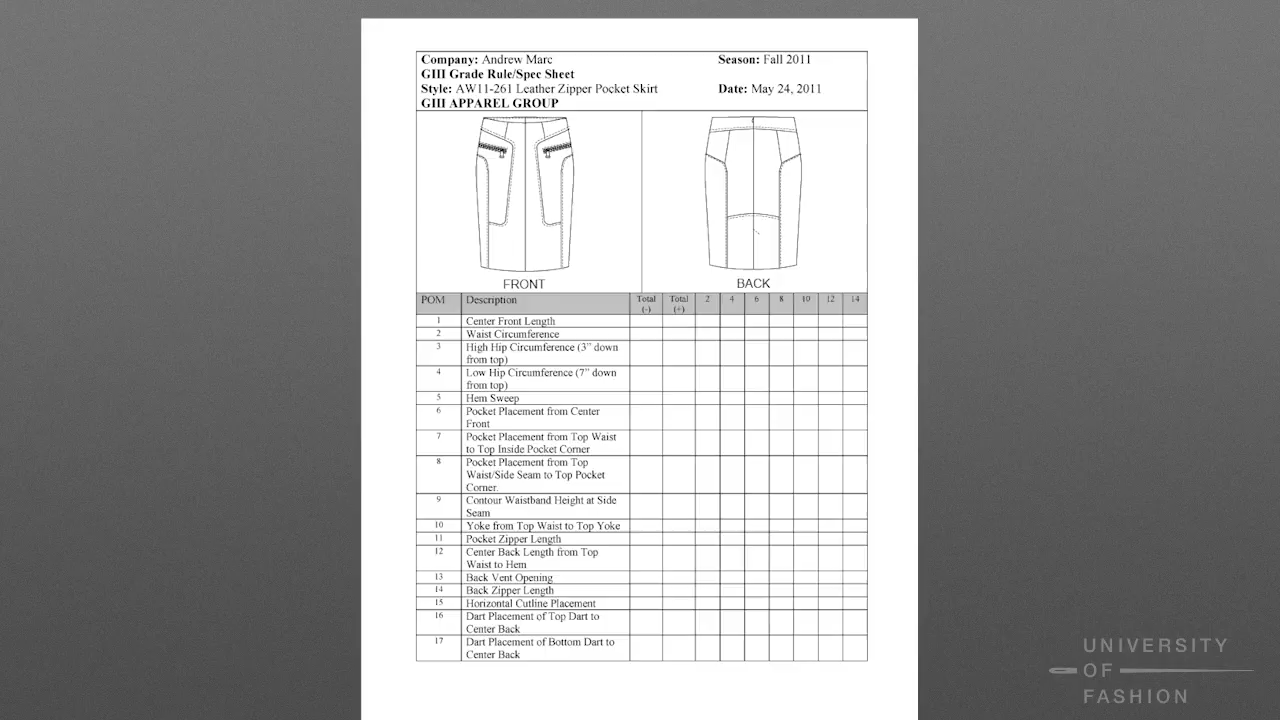 Company: Andrew Marc Season: Fall 2011
GIII Grade Rule/Spec Sheet
Style: AW11-261 Leather Zipper Pocket Skirt Date: May 24, 2011
GIII APPAREL GROUP
FRONT BACK
POM Description Total (-) Total (+) 2 4 6 8 10 12 14
1 Center Front Length
2 Waist Circumference
3 High Hip Circumference (3” down
from top)
4 Low Hip Circumference (7” down
from top)
5 Hem Sweep
6 Pocket Placement from Center
Front
7 Pocket Placement from Top Waist
to Top Inside Pocket Corner
8 Pocket Placement from Top
Waist/Side Seam to Top Pocket
Corner.
9 Contour Waistband Height at Side
Seam
10 Yoke from Top Waist to Top Yoke
11 Pocket Zipper Length
12 Center Back Length from Top
Waist to Hem
13 Back Vent Opening
14 Back Zipper Length
15 Horizontal Cutline Placement
16 Dart Placement of Top Dart to
Center Back
17 Dart Placement of Bottom Dart to
Center Back
UNIVERSITY
OF
FASHION